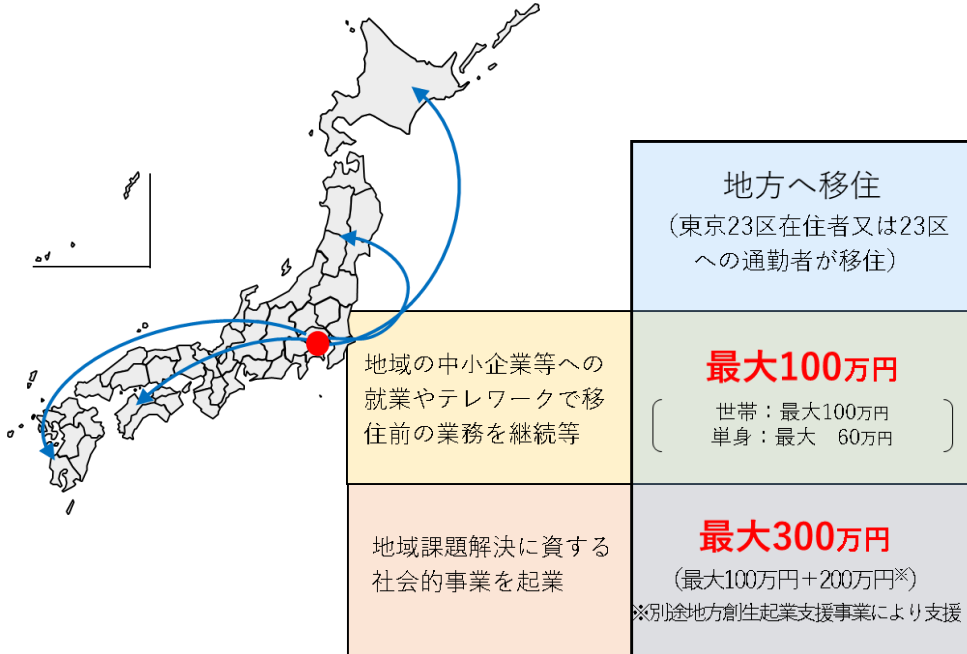 地方へ移住
（東京23区在住者又は23区
への通勤者が移住）
地域の中小企業等への
就業やテレワークで移
住前の業務を継続等
最大100万円
世帯：最大100万円
単身：最大　60万円
地域課題解決に資する
社会的事業を起業
最大300万円
（最大100万円＋200万円※）
※別途地方創生起業支援事業により支援